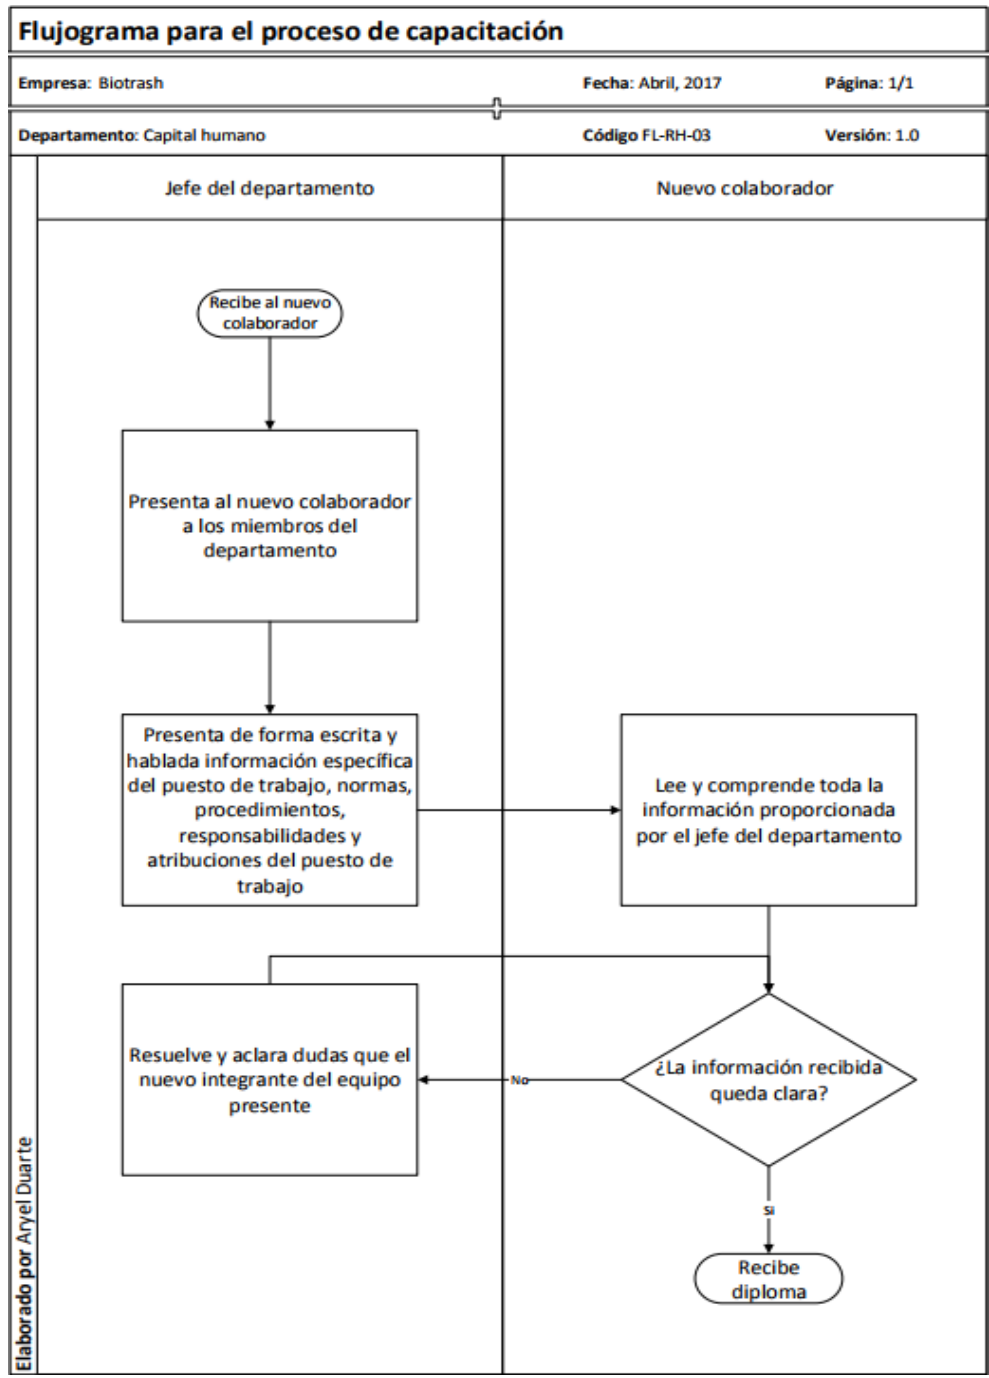 Flujograma para el proceso de capacitación
Empresa: Biotrash Fecha: Abril, 2017 Página: 1/1
Departamento: Capital humano Código FL-RH-03 Versión: 1.0
Jefe del departamento Nuevo colaborador
Recibe al nuevo
colaborador
Presenta al nuevo colaborador
a los miembros del
departamento
Presenta de forma escrita y
hablada información específica
del puesto de trabajo, normas,
procedimientos,
responsabilidades y
atribuciones del puesto de
trabajo
Lee y comprende toda la
información proporcionada
por el jefe del departamento
¿La información recibida
queda clara?
No
Resuelve y aclara dudas que el
nuevo integrante del equipo
presente
Si
Recibe
diploma
Elaborado por Aryel Duarte